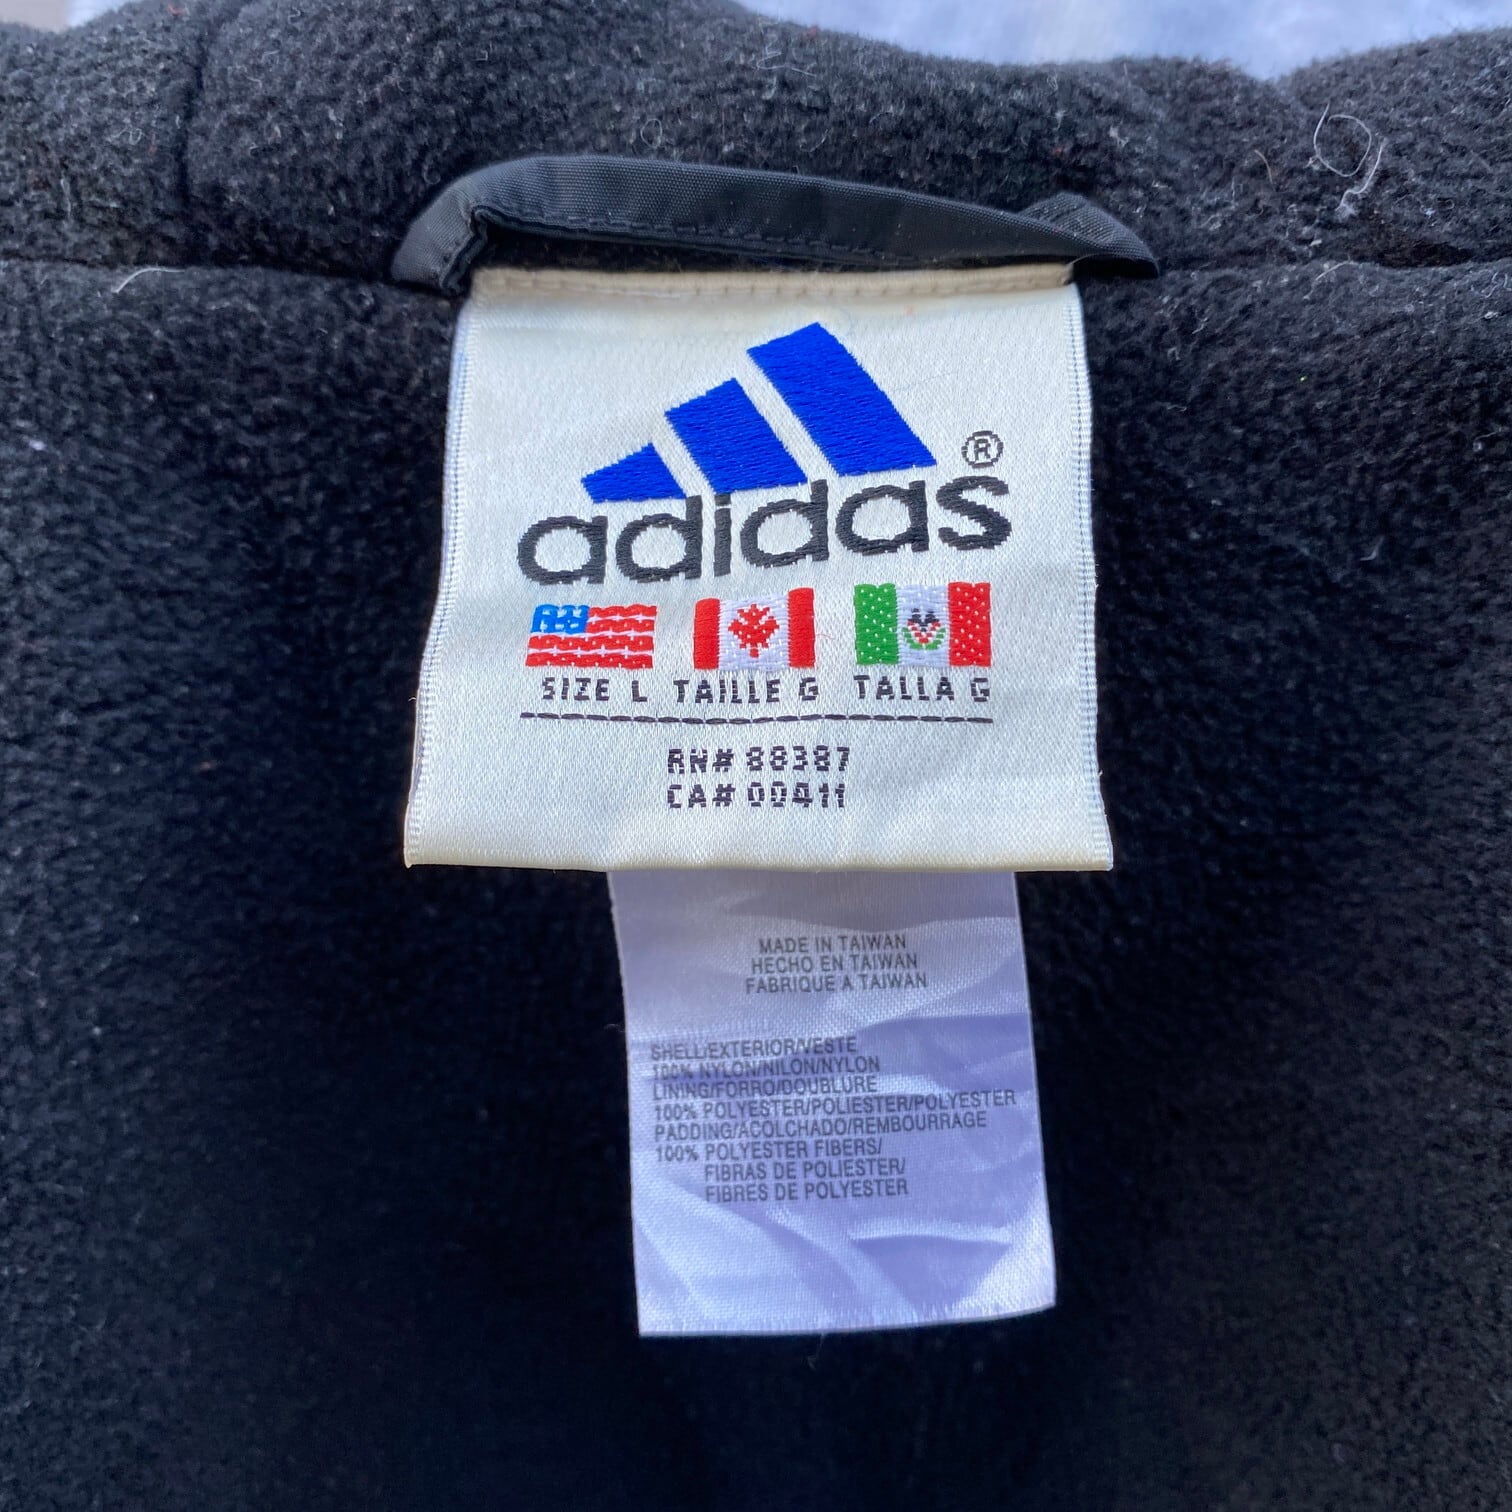 ®
adidas
SIZE L TAILLE G TALLA G
RN# 88387
CA# 00411
MADE IN TAIWAN
HECHO EN TAIWAN
FABRIQUE A TAIWAN
SHELL/EXTERIOR/VESTE
100% NYLON/NILON/NYLON
LINING/FORRO/DOUBLURE
100% POLYESTER/POLIESTER/POLYESTER
PADDING/ACOLCHADO/REMBOURRAGE
100% POLYESTER FIBERS/
FIBRAS DE POLIESTER/
FIBRES DE POLYESTER